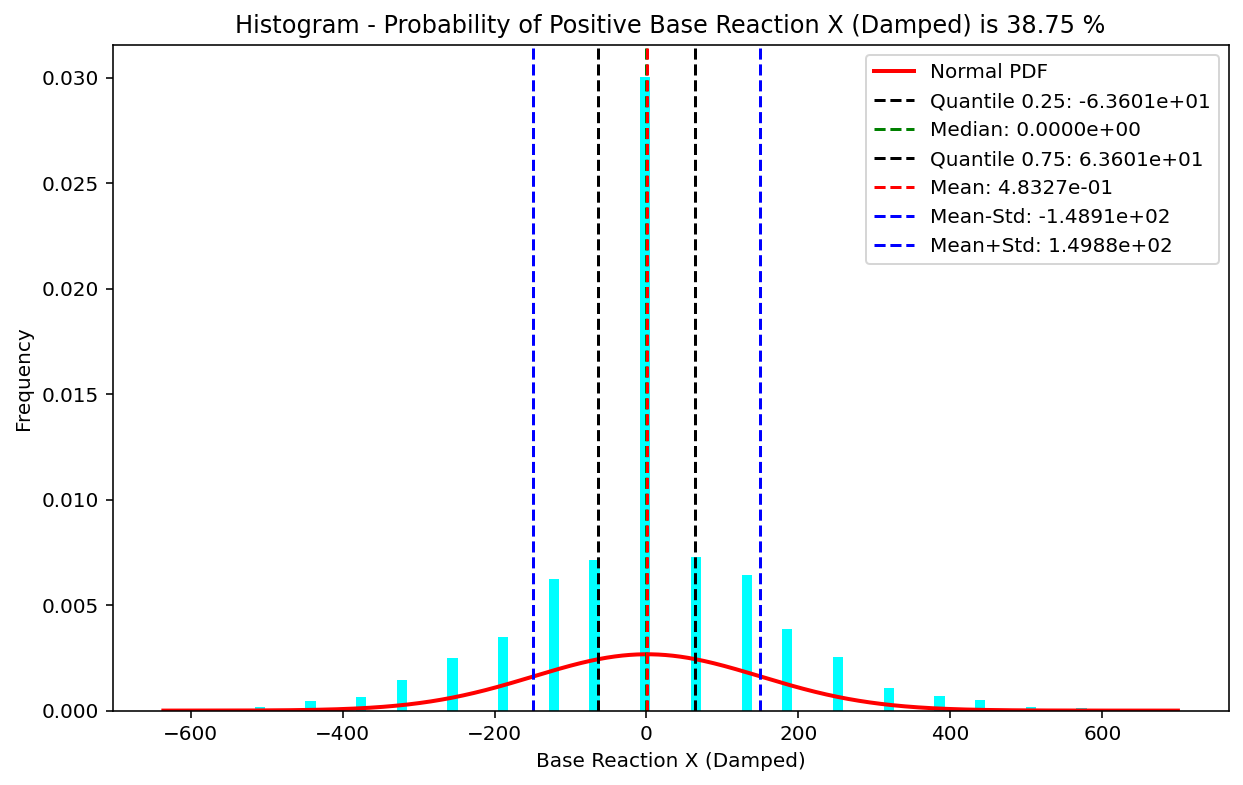 Histogram - Probability of Positive Base Reaction X (Damped) is 38.75 %
Normal PDF
Quantile 0.25: -6.3601e+01
Median: 0.0000e+00
Quantile 0.75: 6.3601e+01
Mean: 4.8327e-01
Mean-Std: -1.4891e+02
Mean+Std: 1.4988e+02
Frequency
0.030
0.025
0.020
0.015
0.010
0.005
0.000
−600
−400
−200
0
200
400
600
Base Reaction X (Damped)